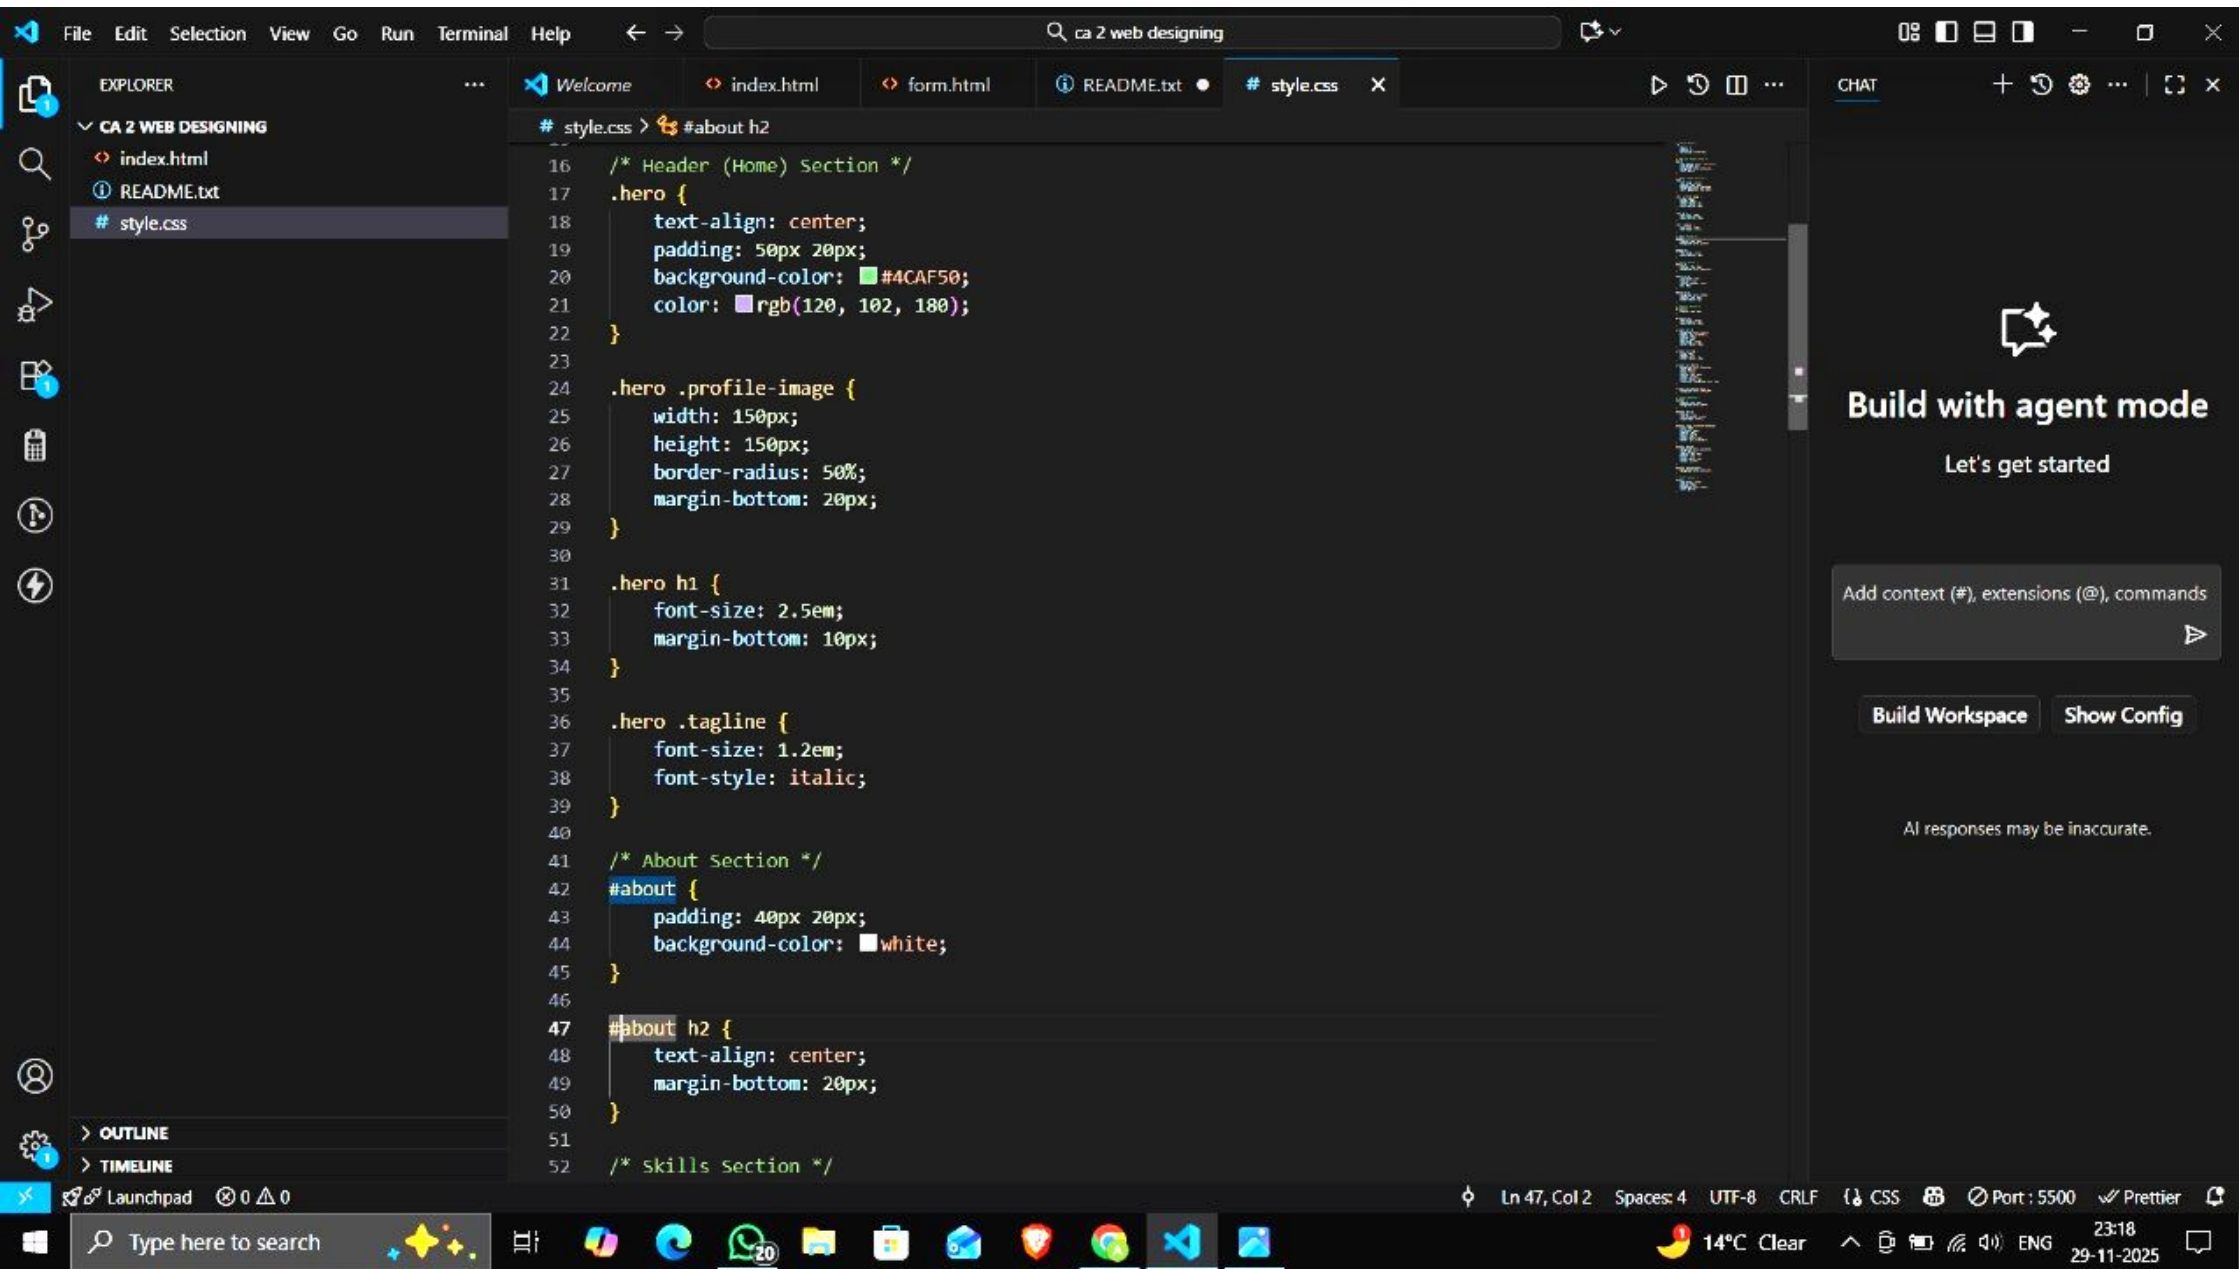 File Edit Selection View Go Run Terminal Help
ca 2 web designing
EXPLORER
CA 2 WEB DESIGNING
index.html
README.txt
style.css
OUTLINE
TIMELINE
Welcome index.html form.html README.txt style.css
# style.css > #about h2
16 /* Header (Home) Section */
17 .hero {
18 text-align: center;
19 padding: 50px 20px;
20 background-color: #4CAF50;
21 color: rgb(120, 102, 180);
22 }
23
24 .hero .profile-image {
25 width: 150px;
26 height: 150px;
27 border-radius: 50%;
28 margin-bottom: 20px;
29 }
30
31 .hero h1 {
32 font-size: 2.5em;
33 margin-bottom: 10px;
34 }
35
36 .hero .tagline {
37 font-size: 1.2em;
38 font-style: italic;
39 }
40
41 /* About Section */
42 #about {
43 padding: 40px 20px;
44 background-color: white;
45 }
46
47 #about h2 {
48 text-align: center;
49 margin-bottom: 20px;
50 }
51
52 /* Skills Section */
CHAT
Build with agent mode
Let's get started
Add context (#), extensions (@), commands
Build Workspace Show Config
AI responses may be inaccurate.
Launchpad 0 0 Ln 47, Col 2 Spaces: 4 UTF-8 CRLF CSS Port : 5500 Prettier
Type here to search 20 14°C Clear ENG 23:18
29-11-2025